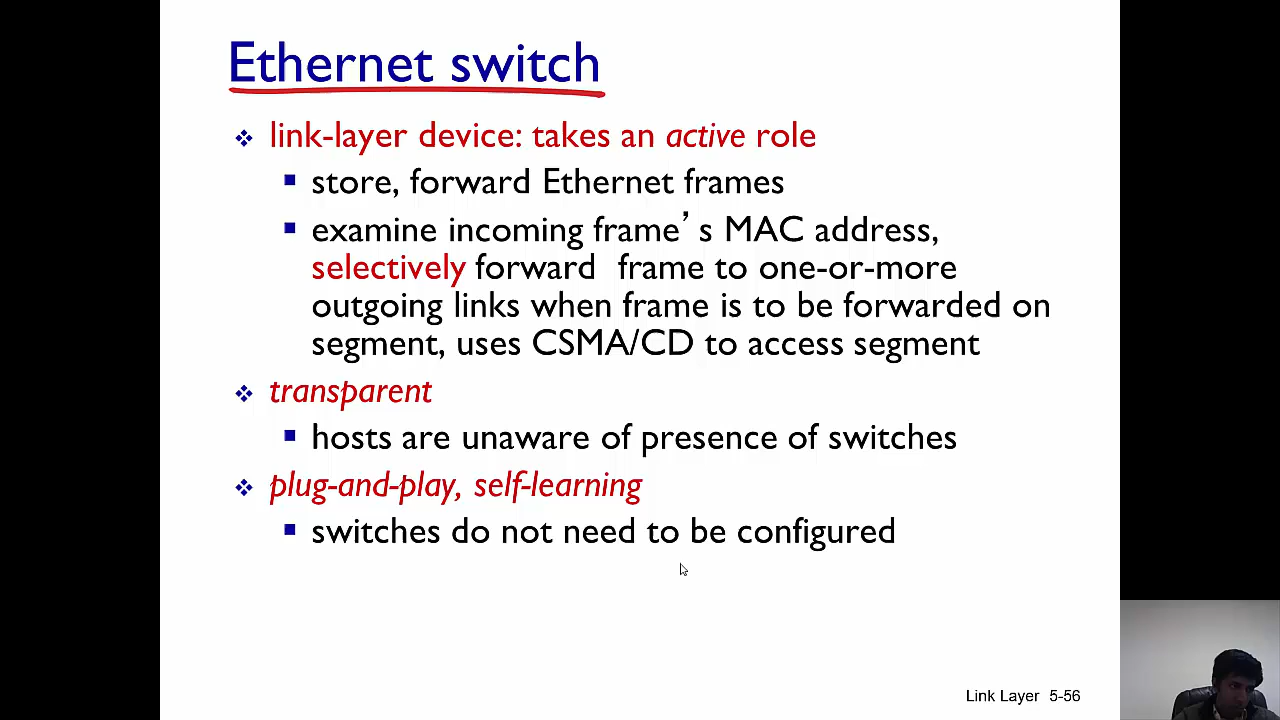 Ethernet switch
link-layer device: takes an active role
store, forward Ethernet frames
examine incoming frame’s MAC address,
selectively forward frame to one-or-more
outgoing links when frame is to be forwarded on
segment, uses CSMA/CD to access segment
transparent
hosts are unaware of presence of switches
plug-and-play, self-learning
switches do not need to be configured
Link Layer 5-56